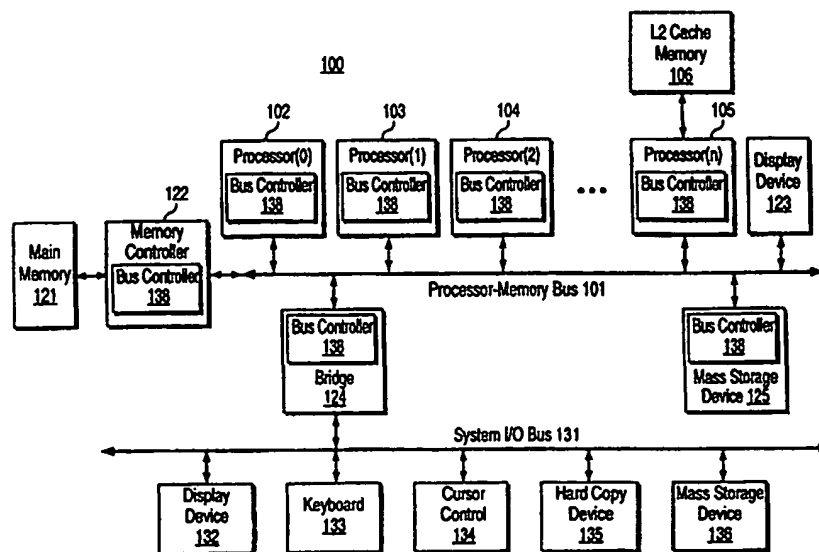 100
L2 Cache
Memory
106
102
103
104
105
Processor(0)
Bus Controller
138
Processor(1)
Bus Controller
138
Processor(2)
Bus Controller
138
Processor(n)
Bus Controller
138
Display
Device
123
122
Main
Memory
121
Memory
Controller
Bus Controller
138
Processor-Memory Bus 101
Bus Controller
138
Bridge
124
Bus Controller
138
Mass Storage
Device 125
System I/O Bus 131
Display
Device
132
Keyboard
133
Cursor
Control
134
Hard Copy
Device
135
Mass Storage
Device
136